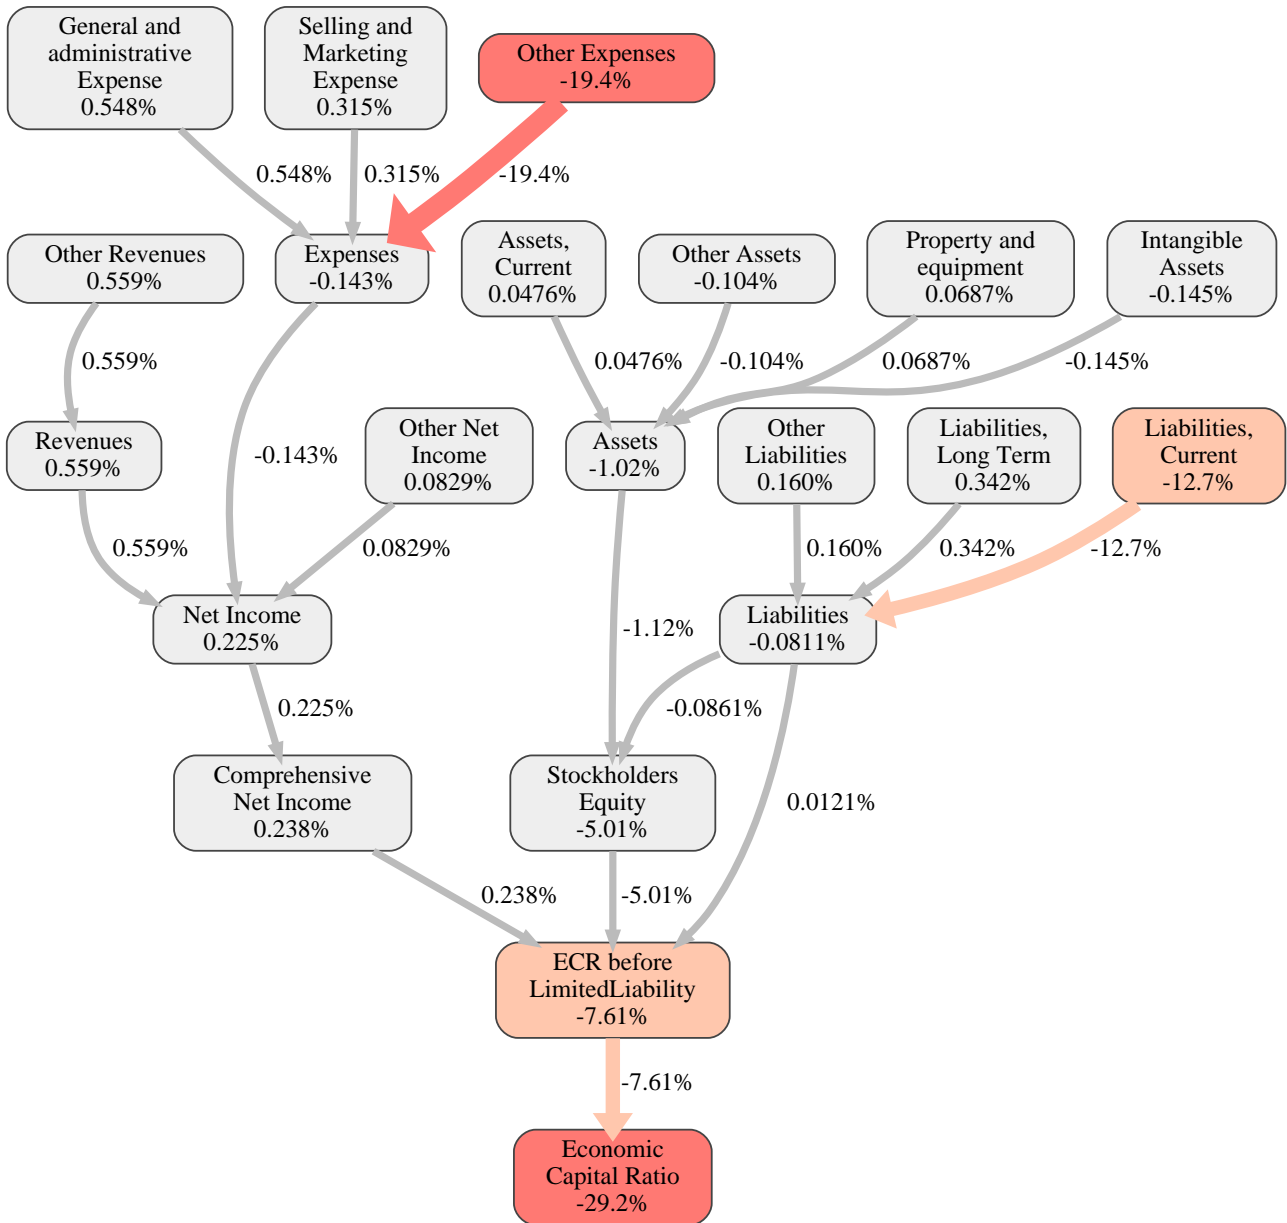 General and
administrative
Expense
0.548%
Selling and
Marketing
Expense
0.315%
Other Expenses
-19.4%
0.548%
0.315%
-19.4%
Other Revenues
0.559%
Expenses
-0.143%
Assets,
Current
0.0476%
Other Assets
-0.104%
Property and
equipment
0.0687%
Intangible
Assets
-0.145%
0.559%
0.0476%
-0.104%
0.0687%
-0.145%
Revenues
0.559%
-0.143%
Other Net
Income
0.0829%
Assets
-1.02%
Other
Liabilities
0.160%
Liabilities,
Long Term
0.342%
Liabilities,
Current
-12.7%
0.559%
0.0829%
0.160%
0.342%
-12.7%
Net Income
0.225%
-1.12%
Liabilities
-0.0811%
0.225%
-0.0861%
Comprehensive
Net Income
0.238%
Stockholders
Equity
-5.01%
0.0121%
0.238%
-5.01%
ECR before
LimitedLiability
-7.61%
-7.61%
Economic
Capital Ratio
-29.2%